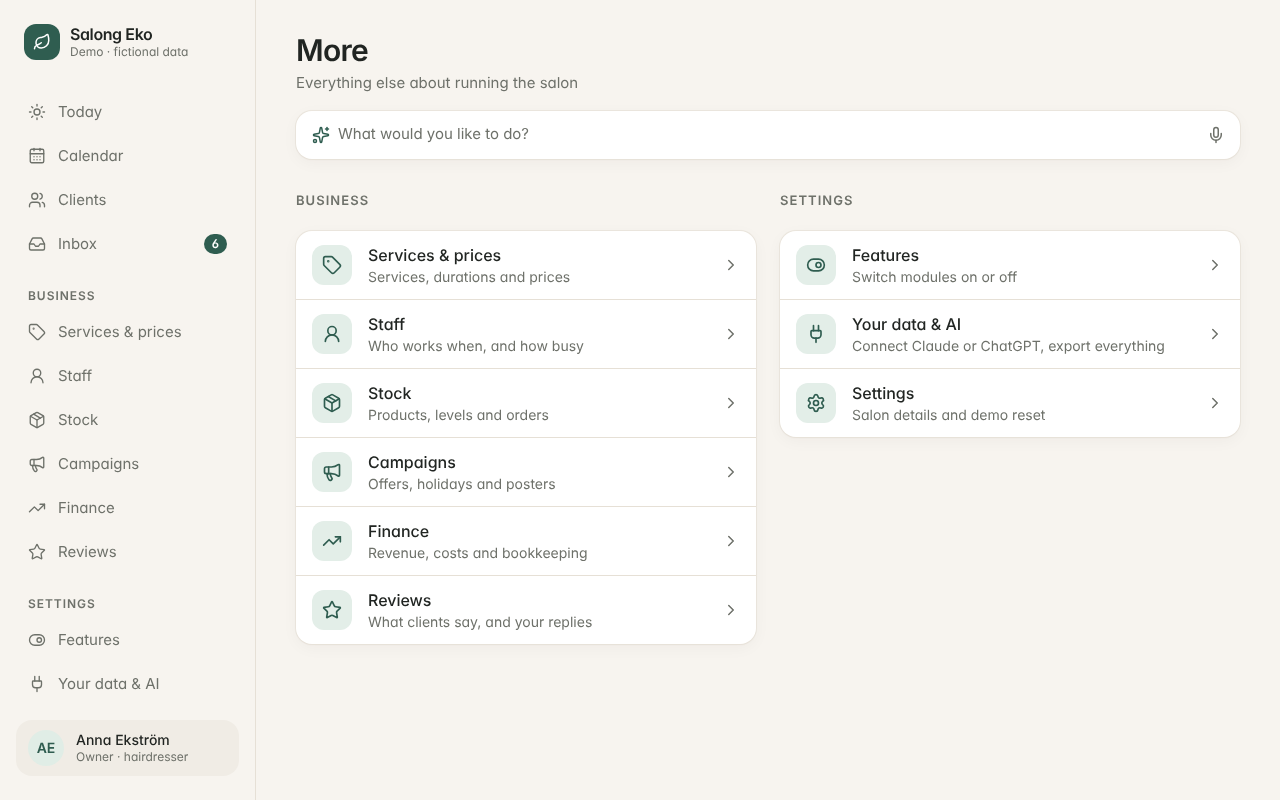 Salong Eko
Demo · fictional data
Today
Calendar
Clients
Inbox
6
BUSINESS
Services & prices
Staff
Stock
Campaigns
Finance
Reviews
SETTINGS
Features
Your data & AI
AE
Anna Ekström
Owner · hairdresser
More
Everything else about running the salon
What would you like to do?
BUSINESS
Services & prices
Services, durations and prices
Staff
Who works when, and how busy
Stock
Products, levels and orders
Campaigns
Offers, holidays and posters
Finance
Revenue, costs and bookkeeping
Reviews
What clients say, and your replies
SETTINGS
Features
Switch modules on or off
Your data & AI
Connect Claude or ChatGPT, export everything
Settings
Salon details and demo reset